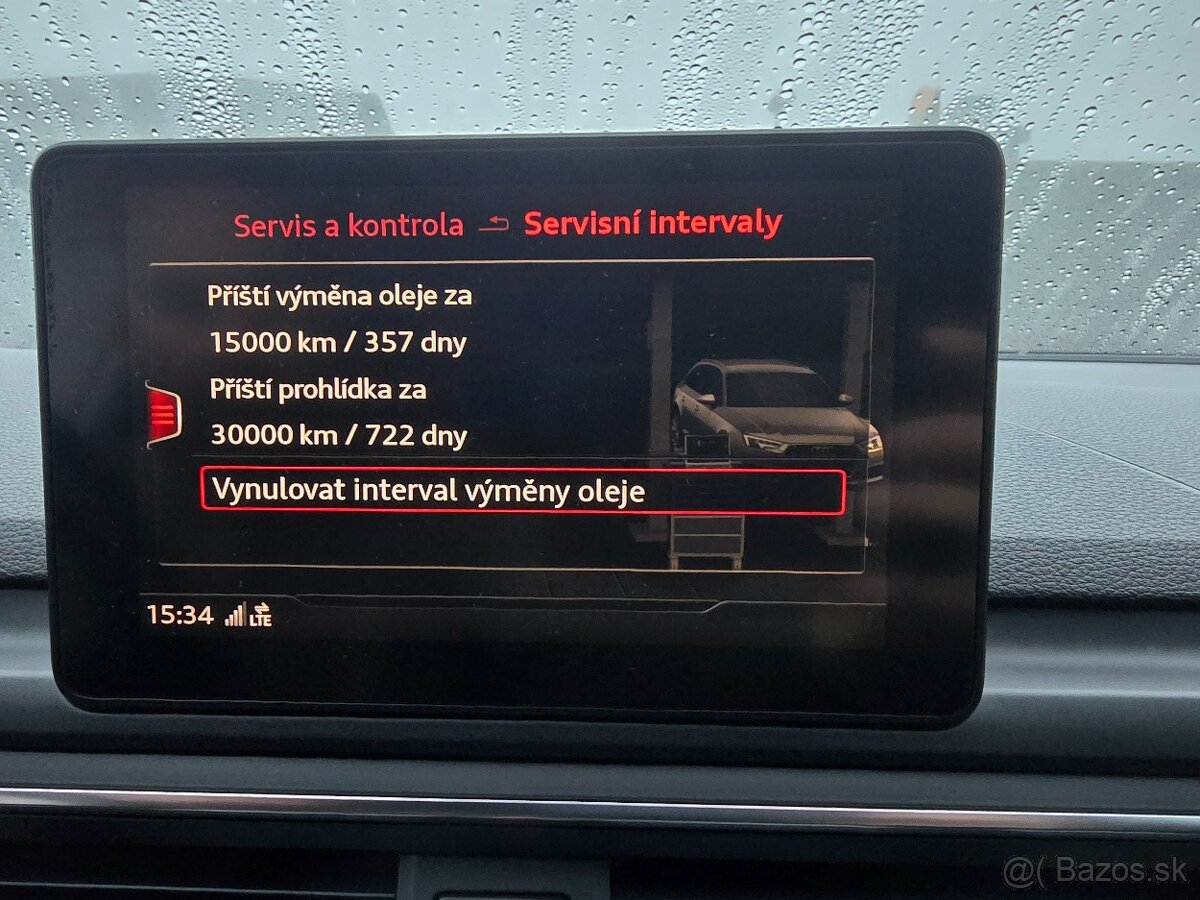 Servis a kontrola Servisní intervaly
Příští výměna oleje za
15000 km / 357 dny
Příští prohlídka za
30000 km / 722 dny
Vynulovat interval výměny oleje
15:34 LTE
@( Bazos.sk